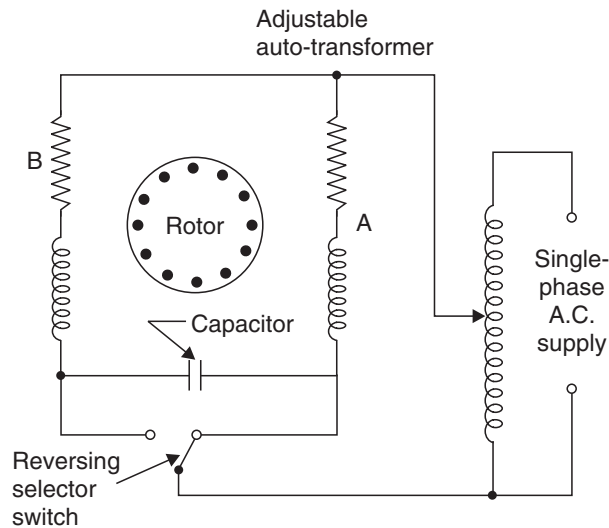 Adjustable
auto-transformer
B
Rotor
A
Capacitor
Single-
phase
A.C.
supply
Reversing
selector
switch